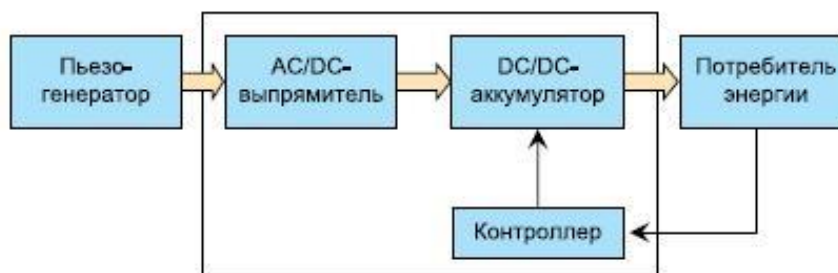 Пьезо-
генератор
AC/DC-
выпрямитель
DC/DC-
аккумулятор
Потребитель
энергии
Контроллер